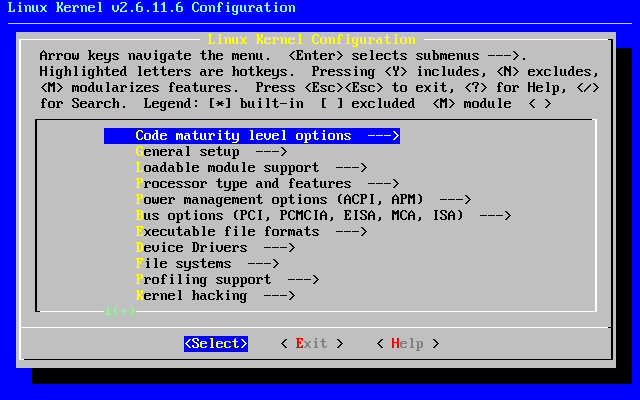 Linux Kernel v2.6.11.6 Configuration
Linux Kernel Configuration
Arrow keys navigate the menu.  <Enter> selects submenus --->.
Highlighted letters are hotkeys.  Pressing <Y> includes, <N> excludes,
<M> modularizes features.  Press <Esc><Esc> to exit, <?> for Help, </>
for Search.  Legend: [*] built-in  [ ] excluded  <M> module  < >
Code maturity level options  --->
General setup  --->
Loadable module support  --->
Processor type and features  --->
Power management options (ACPI, APM)  --->
Bus options (PCI, PCMCIA, EISA, MCA, ISA)  --->
Executable file formats  --->
Device Drivers  --->
File systems  --->
Profiling support  --->
Kernel hacking  --->
↓(+)
<Select>    < Exit >    < Help >